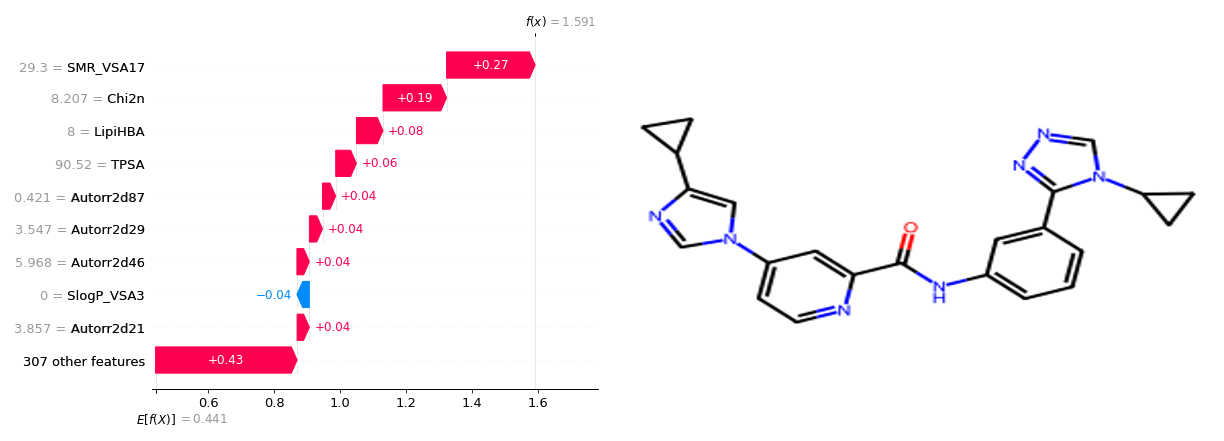 f(x) = 1.591
29.3 = SMR_VSA17 +0.27
8.207 = Chi2n +0.19
8 = LipiHBA +0.08
90.52 = TPSA +0.06
0.421 = Autorr2d87 +0.04
3.547 = Autorr2d29 +0.04
5.968 = Autorr2d46 +0.04
0 = SlogP_VSA3 −0.04
3.857 = Autorr2d21 +0.04
307 other features +0.43
0.6 0.8 1.0 1.2 1.4 1.6
E[f(X)] = 0.441
N
N
N
N
N
O
N
H
N